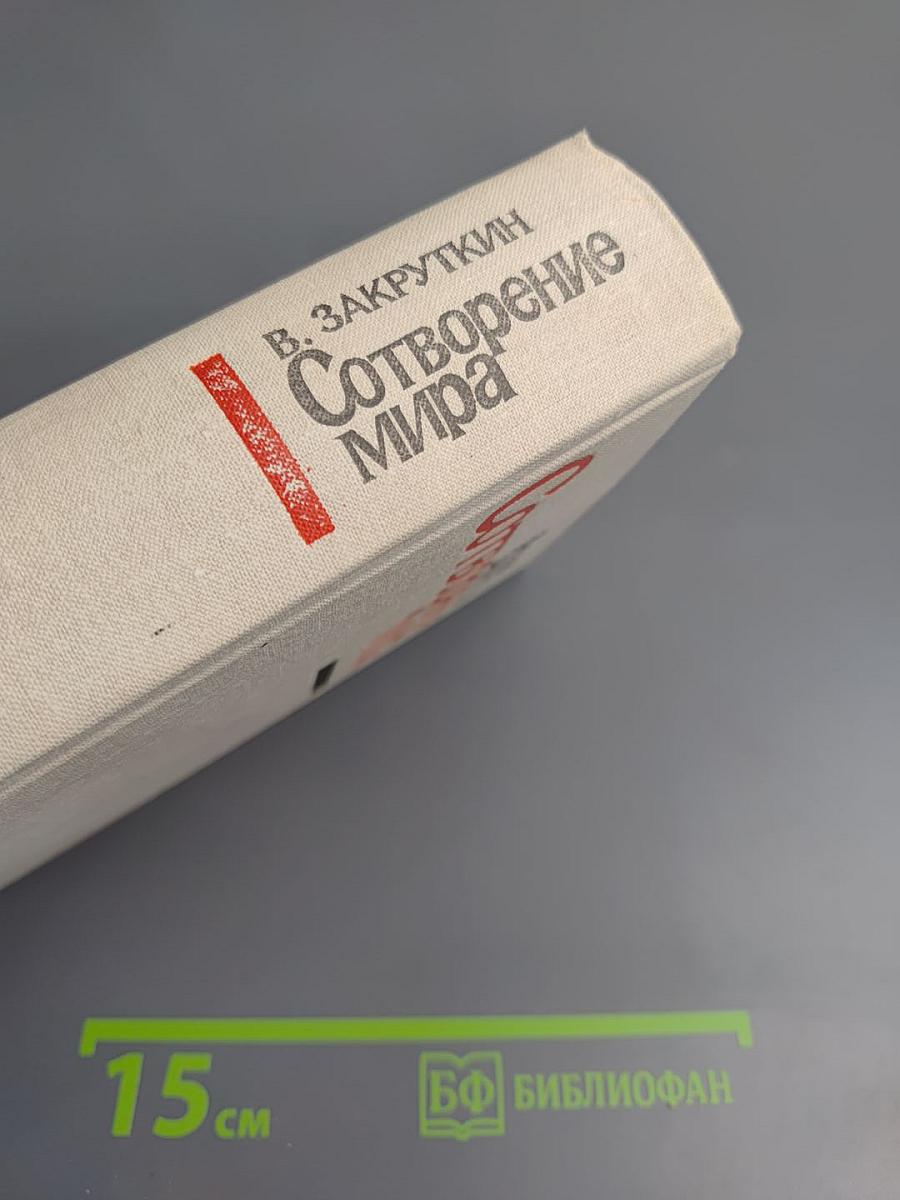 В. ЗАКРУТКИН
Сотворение
мира
15 см
БФ БИБЛИОФАН